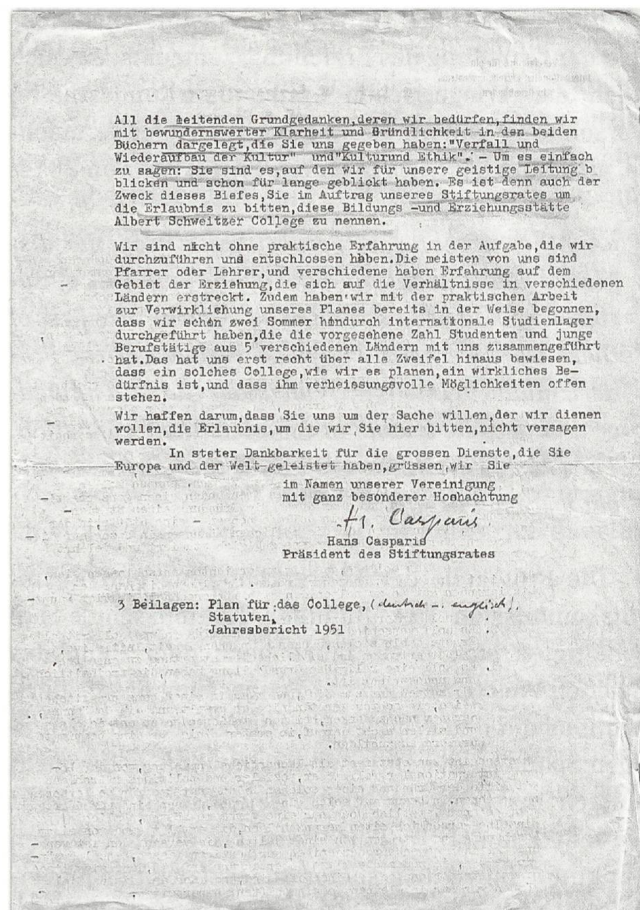 All die leitenden Grundgedanken,deren wir bedürfen,finden wir
mit bewundernswerter Klarheit und Gründlichkeit in den beiden
Büchern dargelegt,die Sie uns gegeben haben:"Verfall und
Wiederaufbau der Kultur" und"Kulturund Ethik". - Um es einfach
zu sagen: Sie sind es,auf den wir für unsere geistige Leitung b
blicken und schon für lange geblickt haben. Es ist denn auch der
Zweck dieses Biefes,Sie im Auftrag unseres Stiftungsrates um
die Erlaubnis zu bitten,diese Bildungs -und Erziehungsstätte
Albert Schweitzer College zu nennen.
Wir sind nicht ohne praktische Erfahrung in der Aufgabe,die wir
durchzuführen und entschlossen haben.Die meisten von uns sind
Pfarrer oder Lehrer,und verschiedene haben Erfahrung auf dem
Gebiet der Erziehung,die sich auf die Verhältnisse in verschiedenen
Ländern erstreckt. Zudem haben wir mit der praktischen Arbeit
zur Verwirkliehung unseres Planes bereits in der Weise begonnen,
dass wir schon zwei Sommer hindurch internationale Studienlager
durchgeführt haben,die die vorgesehene Zahl Studenten und junge
Berufstätige aus 5 verschiedenen Ländern mit uns zusammengeführt
hat.Das hat uns erst recht über alle Zweifel hinaus bewiesen,
dass ein solches College,wie wir es planen,ein wirkliches Be-
dürfnis ist,und dass ihm verheissungsvolle Möglichkeiten offen
stehen.
Wir haffen darum,dass Sie uns um der Sache willen,der wir dienen
wollen,die Erlaubnis,um die wir Sie hier bitten,nicht versagen
werden.
In steter Dankbarkeit für die grossen Dienste,die Sie
Europa und der Welt geleistet haben,grüssen wir Sie
im Namen unserer Vereinigung
mit ganz besonderer Hochachtung
H. Casparis
Hans Casparis
Präsident des Stiftungsrates
3 Beilagen: Plan für das College, (deutsch - englisch).
Statuten,
Jahresbericht 1951